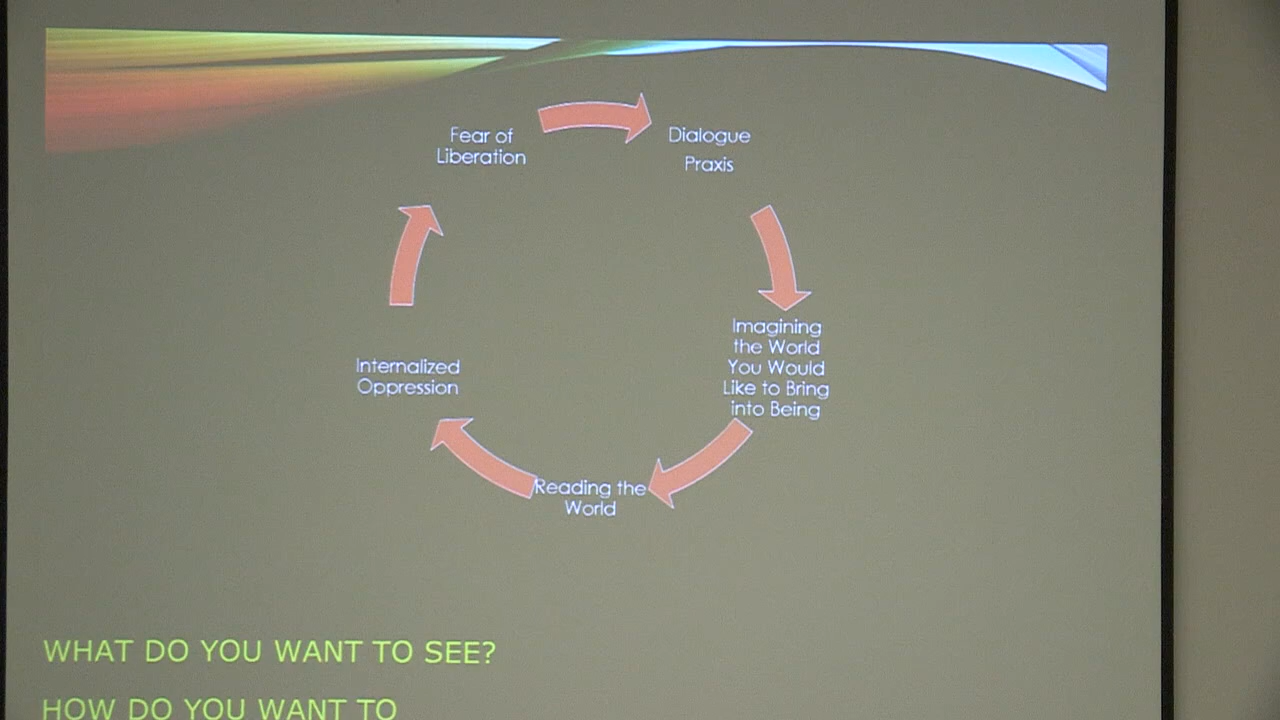 Fear of
Liberation
Dialogue
Praxis
Imagining
the World
You Would
Like to Bring
into Being
Reading the
World
Internalized
Oppression
WHAT DO YOU WANT TO SEE?
HOW DO YOU WANT TO